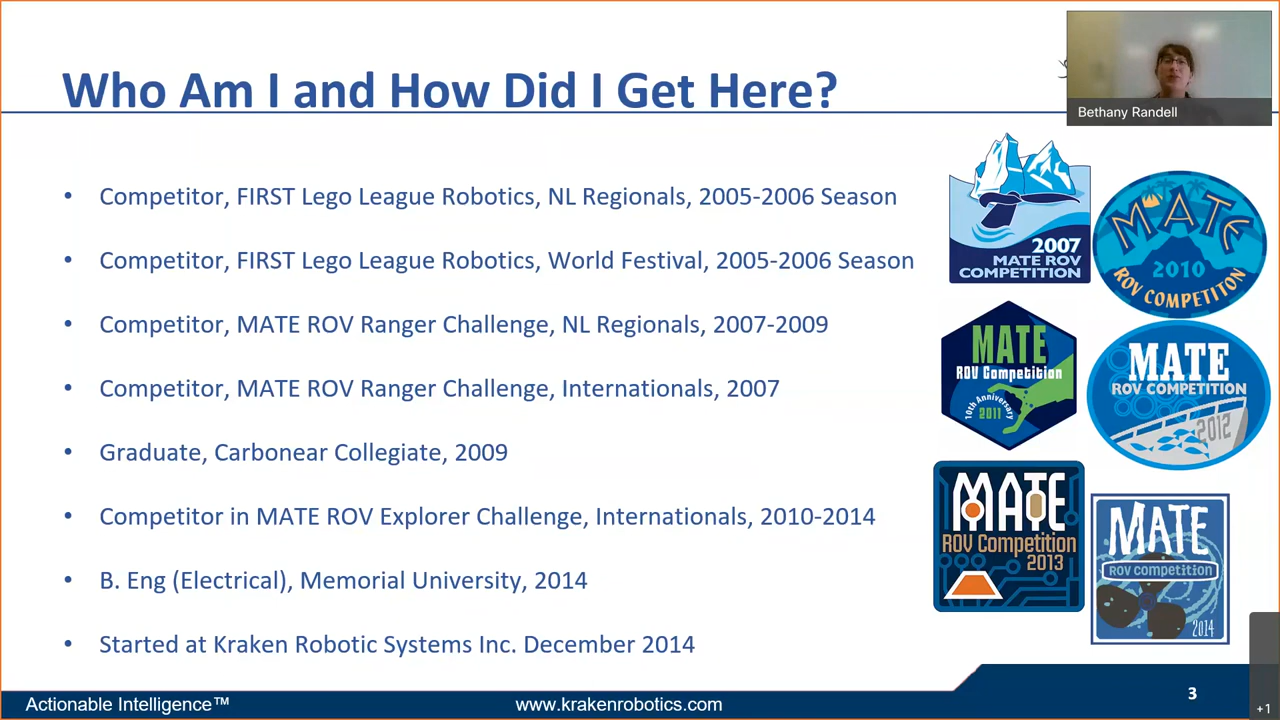 Who Am I and How Did I Get Here?
Bethany Randell
• Competitor, FIRST Lego League Robotics, NL Regionals, 2005-2006 Season
• Competitor, FIRST Lego League Robotics, World Festival, 2005-2006 Season
• Competitor, MATE ROV Ranger Challenge, NL Regionals, 2007-2009
• Competitor, MATE ROV Ranger Challenge, Internationals, 2007
• Graduate, Carbonear Collegiate, 2009
• Competitor in MATE ROV Explorer Challenge, Internationals, 2010-2014
• B. Eng (Electrical), Memorial University, 2014
• Started at Kraken Robotic Systems Inc. December 2014
2007
MATE ROV
COMPETITION
MATE
2010
ROV COMPETITON
MATE
ROV Competition
10th Anniversary
2011
MATE
ROV COMPETITION
2012
MATE
ROV Competition
2013
MATE
ROV competition
2014
Actionable Intelligence™
www.krakenrobotics.com
3
+1